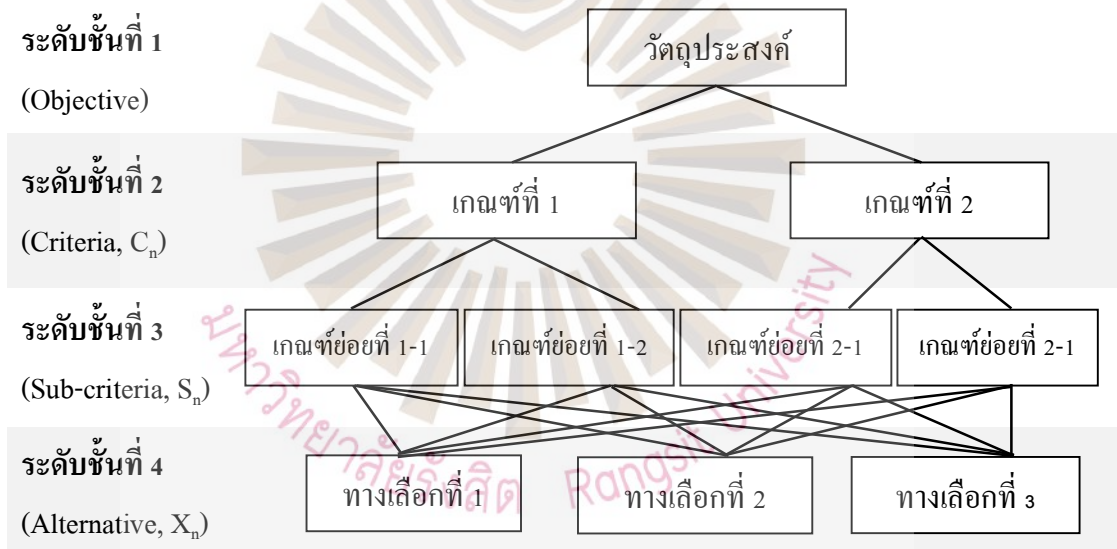 ระดับชั้นที่ 1
(Objective)
วัตถุประสงค์
ระดับชั้นที่ 2
(Criteria, Cn)
เกณฑ์ที่ 1
เกณฑ์ที่ 2
ระดับชั้นที่ 3
(Sub-criteria, Sn)
เกณฑ์ย่อยที่ 1-1
เกณฑ์ย่อยที่ 1-2
เกณฑ์ย่อยที่ 2-1
เกณฑ์ย่อยที่ 2-1
ระดับชั้นที่ 4
(Alternative, Xn)
ทางเลือกที่ 1
ทางเลือกที่ 2
ทางเลือกที่ 3
มหาวิทยาลัยรังสิต Rangsit University